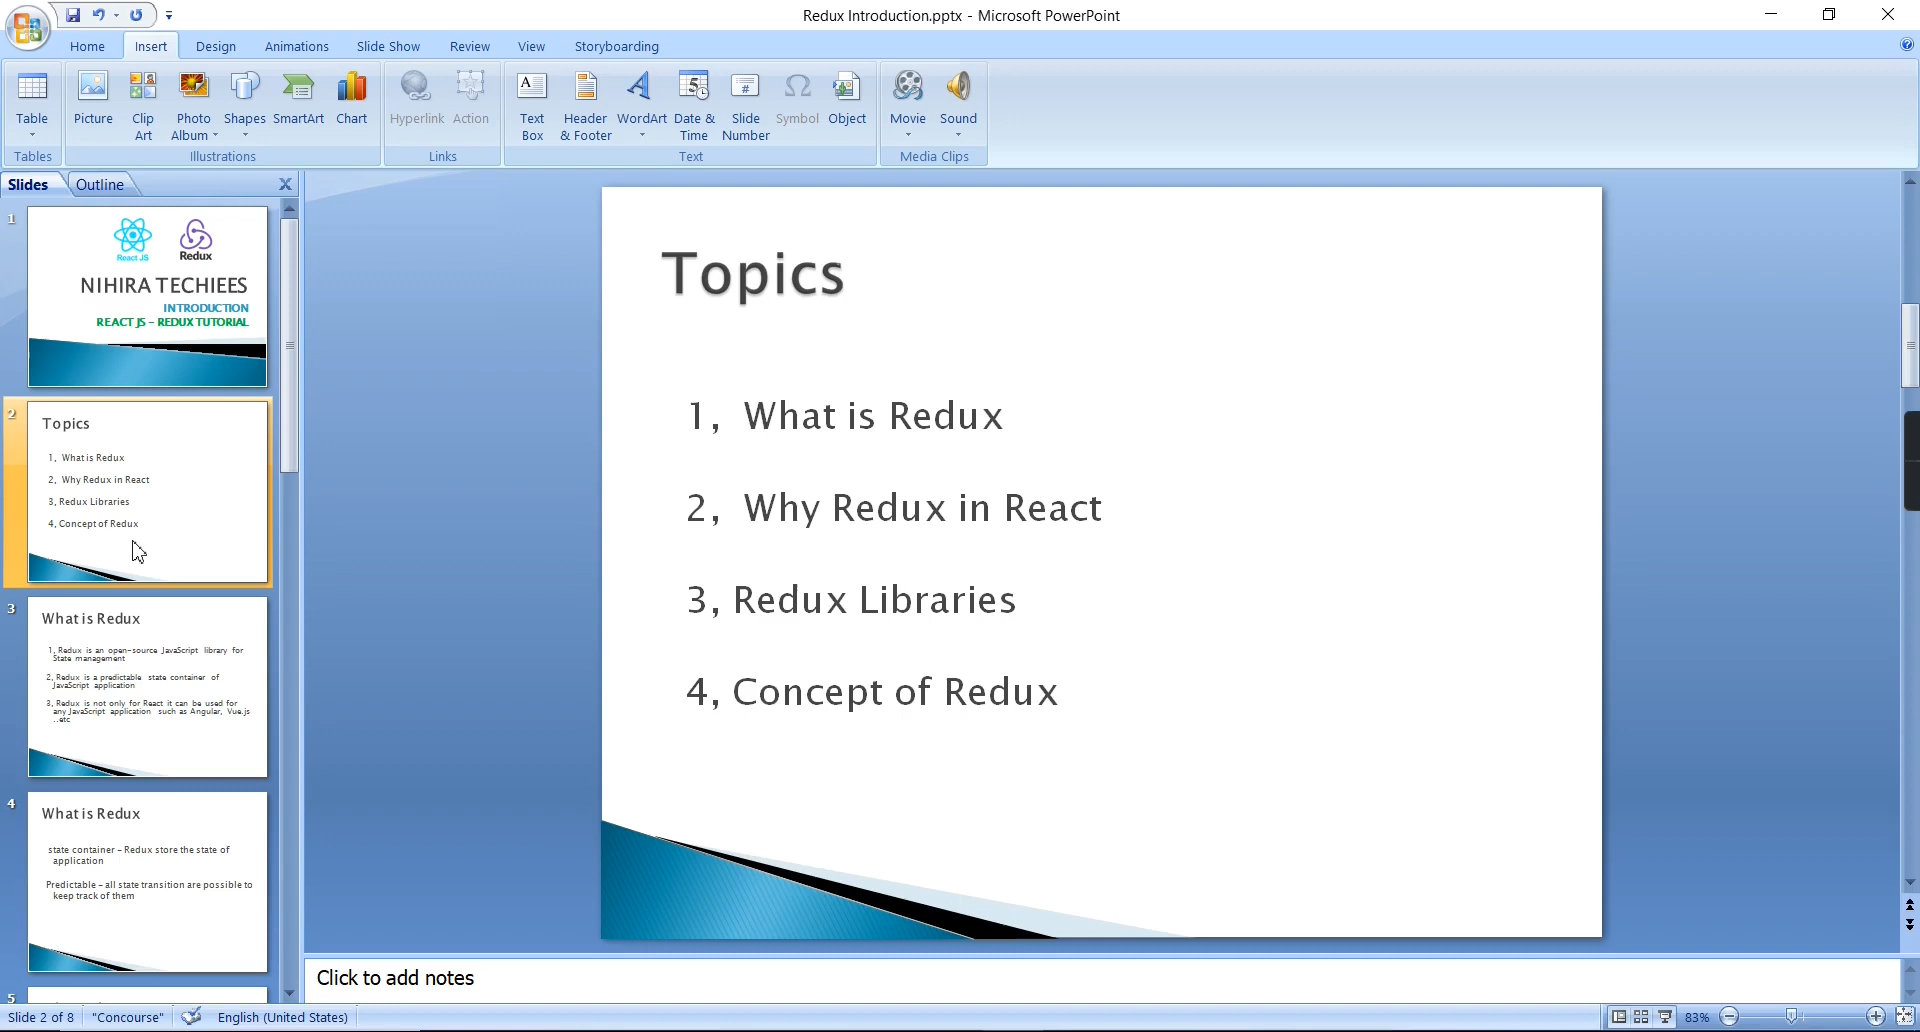 Redux Introduction.pptx - Microsoft PowerPoint
Home Insert Design Animations Slide Show Review View Storyboarding
Table
Picture
Clip
Art
Photo
Album
Shapes
SmartArt
Chart
Hyperlink
Action
Text
Box
Header
& Footer
WordArt
Date &
Time
Slide
Number
Symbol
Object
Movie
Sound
Tables
Illustrations
Links
Text
Media Clips
Slides
Outline
1
React JS
Redux
NIHIRA TECHIEES
INTRODUCTION
REACT JS – REDUX TUTORIAL
2
Topics
1, What is Redux
2, Why Redux in React
3, Redux Libraries
4, Concept of Redux
3
What is Redux
1, Redux is an open-source JavaScript library for
State management
2, Redux is a predictable state container of
JavaScript application
3, Redux is not only for React it can be used for
any JavaScript application such as Angular, Vue.js
..etc
4
What is Redux
state container – Redux store the state of
application
Predictable – all state transition are possible to
keep track of them
5
Topics
1, What is Redux
2, Why Redux in React
3, Redux Libraries
4, Concept of Redux
Click to add notes
Slide 2 of 8
"Concourse"
English (United States)
83%